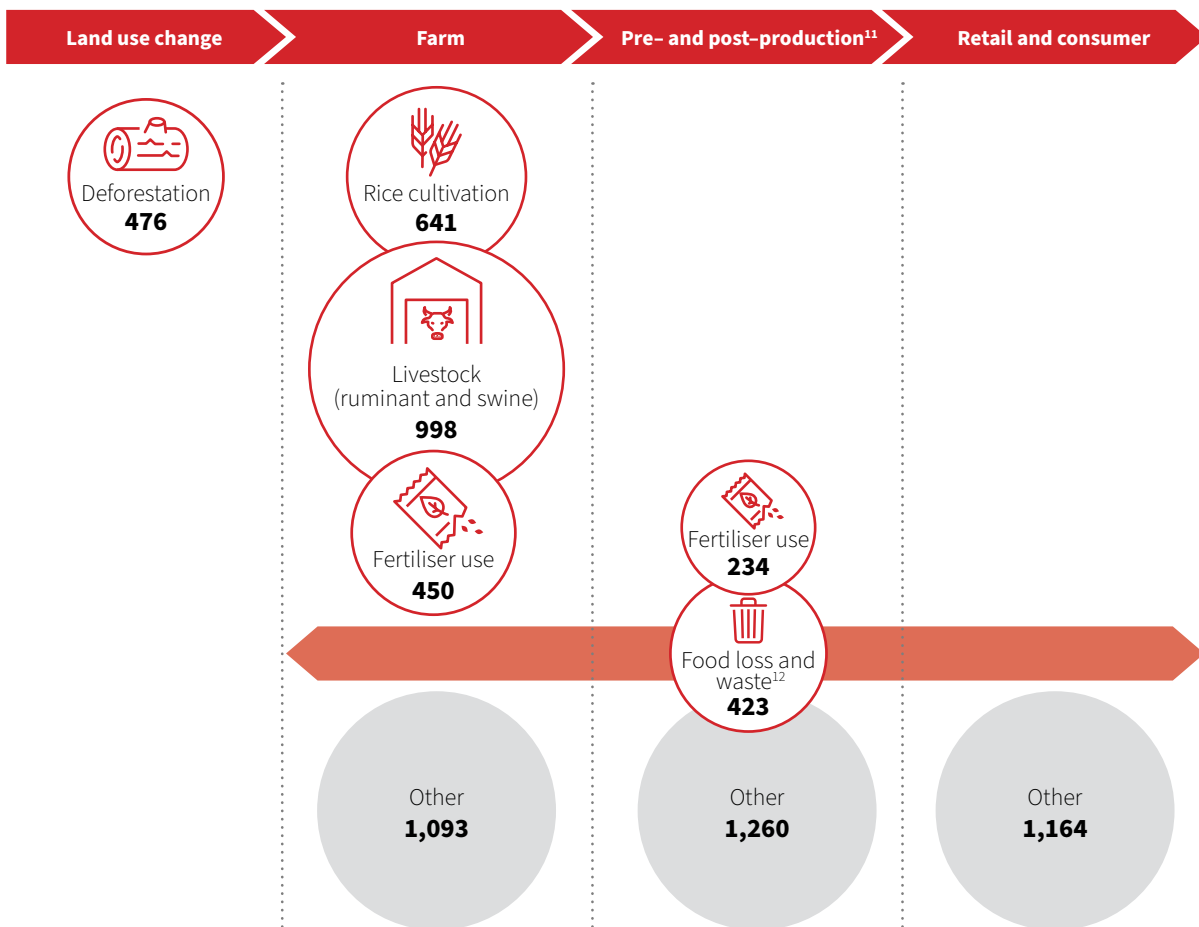 Land use change
Farm
Pre– and post–production¹¹
Retail and consumer
Deforestation
476
Rice cultivation
641
Livestock
(ruminant and swine)
998
Fertiliser use
450
Fertiliser use
234
Food loss and
waste¹²
423
Other
1,093
Other
1,260
Other
1,164